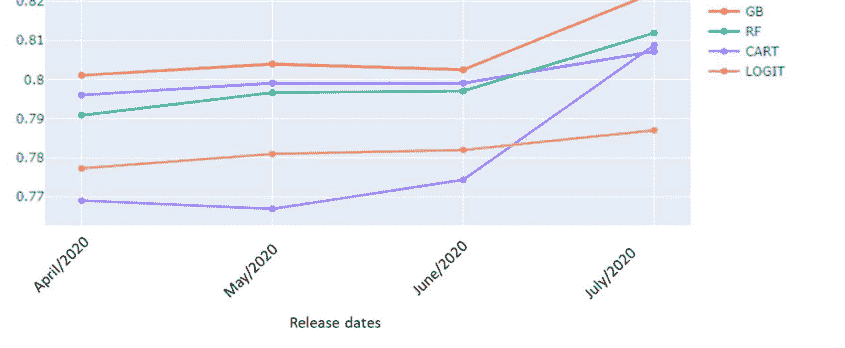 0.82
0.81
0.8
0.79
0.78
0.77
April/2020
May/2020
June/2020
July/2020
Release dates
GB
RF
CART
LOGIT